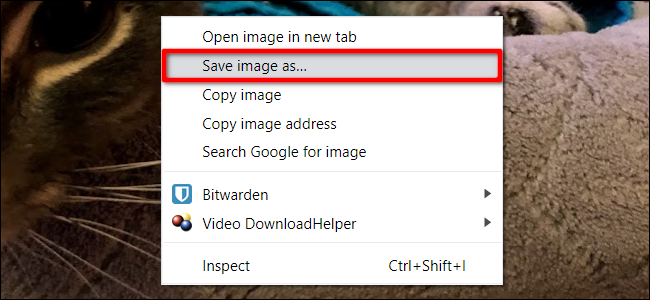 Open image in new tab
Save image as...
Copy image
Copy image address
Search Google for image
Bitwarden
Video DownloadHelper
Inspect Ctrl+Shift+I